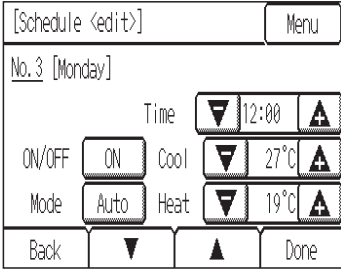 [Schedule <edit>] Menu
No. 3 [Monday]
Time 12:00
ON/OFF ON Cool 27°C
Mode Auto Heat 19°C
Back Done